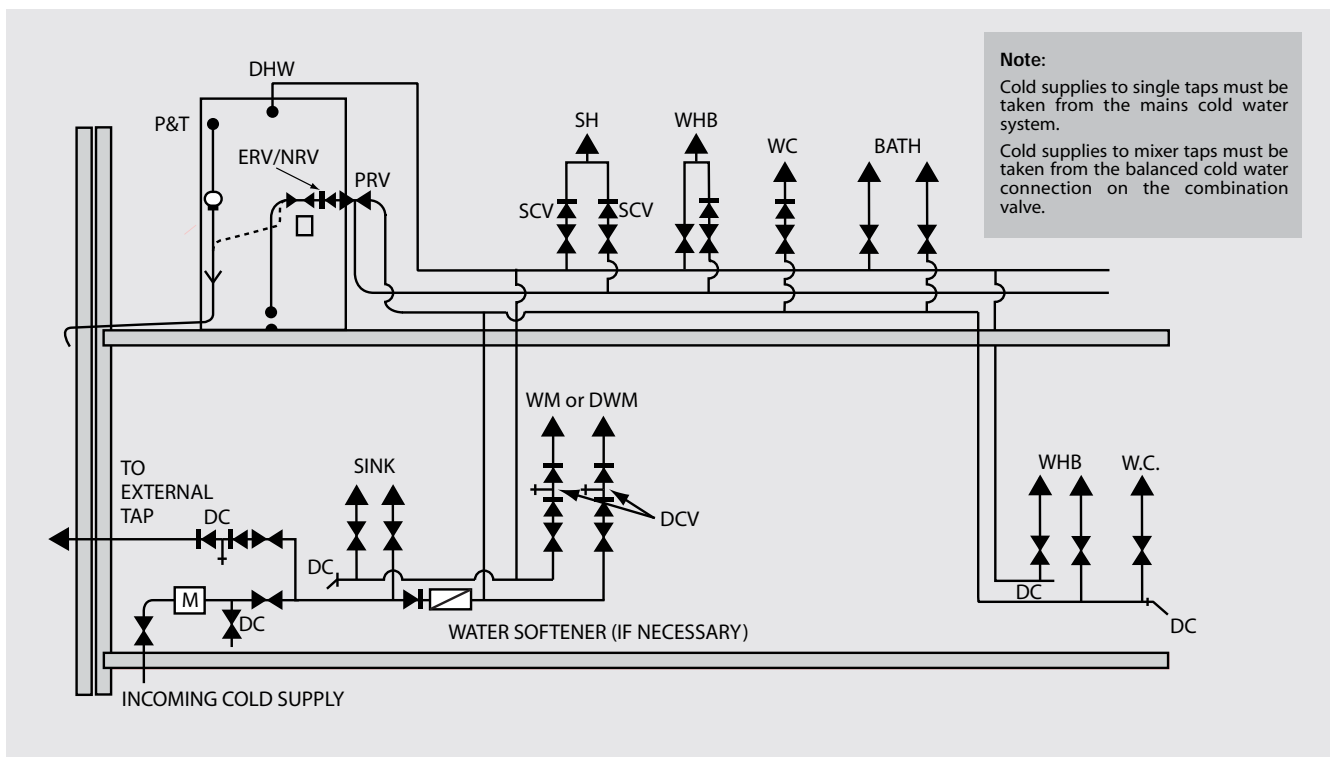 DHW
P&T
ERV/NRV
PRV
SH
WHB
WC
BATH
SCV
SCV
Note:
Cold supplies to single taps must be
taken from the mains cold water
system.
Cold supplies to mixer taps must be
taken from the balanced cold water
connection on the combination
valve.
WM or DWM
SINK
TO
EXTERNAL
TAP
DC
DCV
DC
M
DC
WATER SOFTENER (IF NECESSARY)
WHB
W.C.
DC
DC
INCOMING COLD SUPPLY